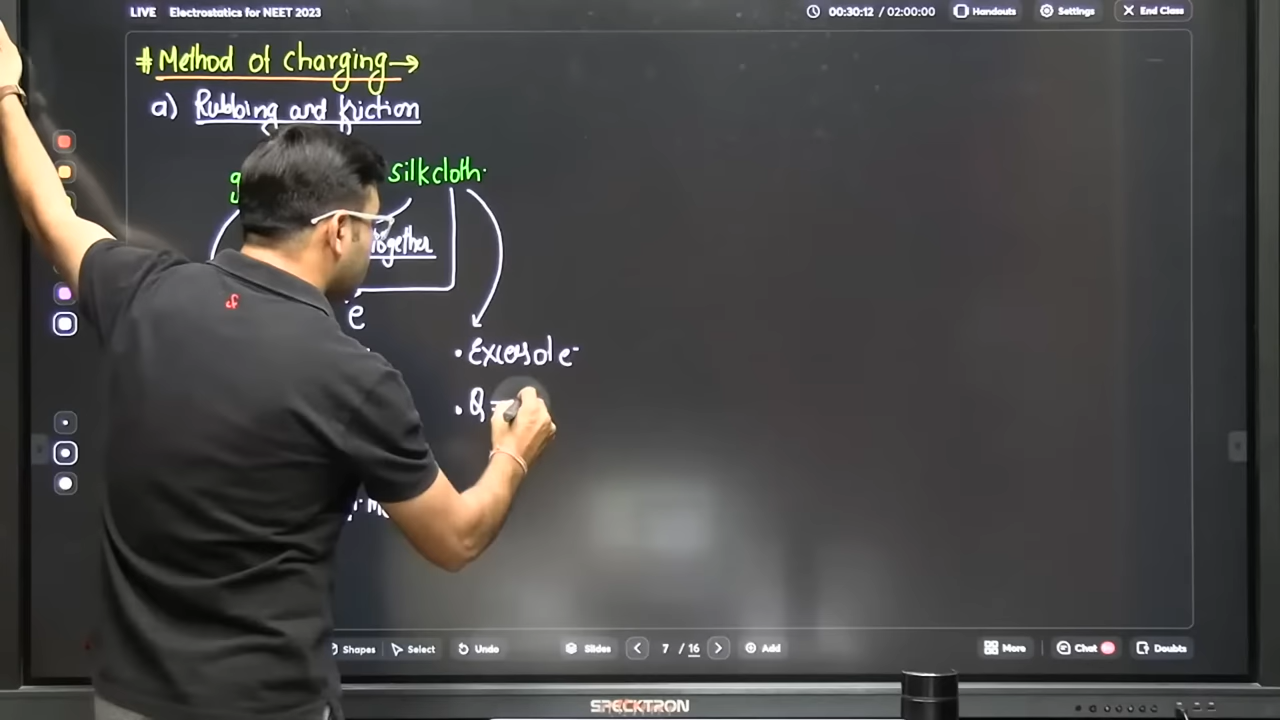 LIVE Electrostatics for NEET 2023 00:30:12 / 02:00:00 Handouts Settings End Class
# Method of charging →
a) Rubbing and friction
silkcloth.
Together
e
. Excess of e-
. Q =
Shapes Select Undo Slides 7 / 16 Add More Chat Doubts
SPECKTRON